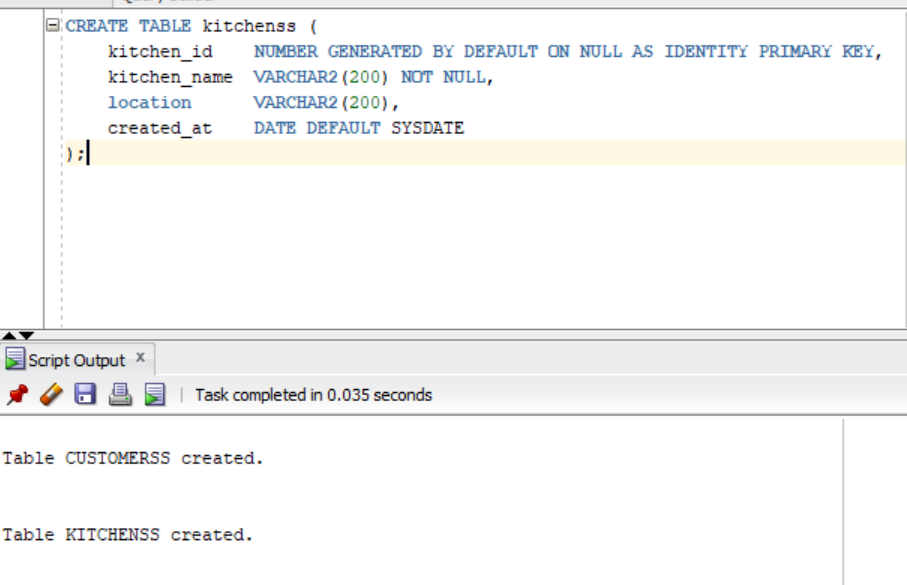 CREATE TABLE kitchenss (
kitchen_id NUMBER GENERATED BY DEFAULT ON NULL AS IDENTITY PRIMARY KEY,
kitchen_name VARCHAR2(200) NOT NULL,
location VARCHAR2(200),
created_at DATE DEFAULT SYSDATE
);
Script Output x
Task completed in 0.035 seconds
Table CUSTOMERSS created.
Table KITCHENSS created.